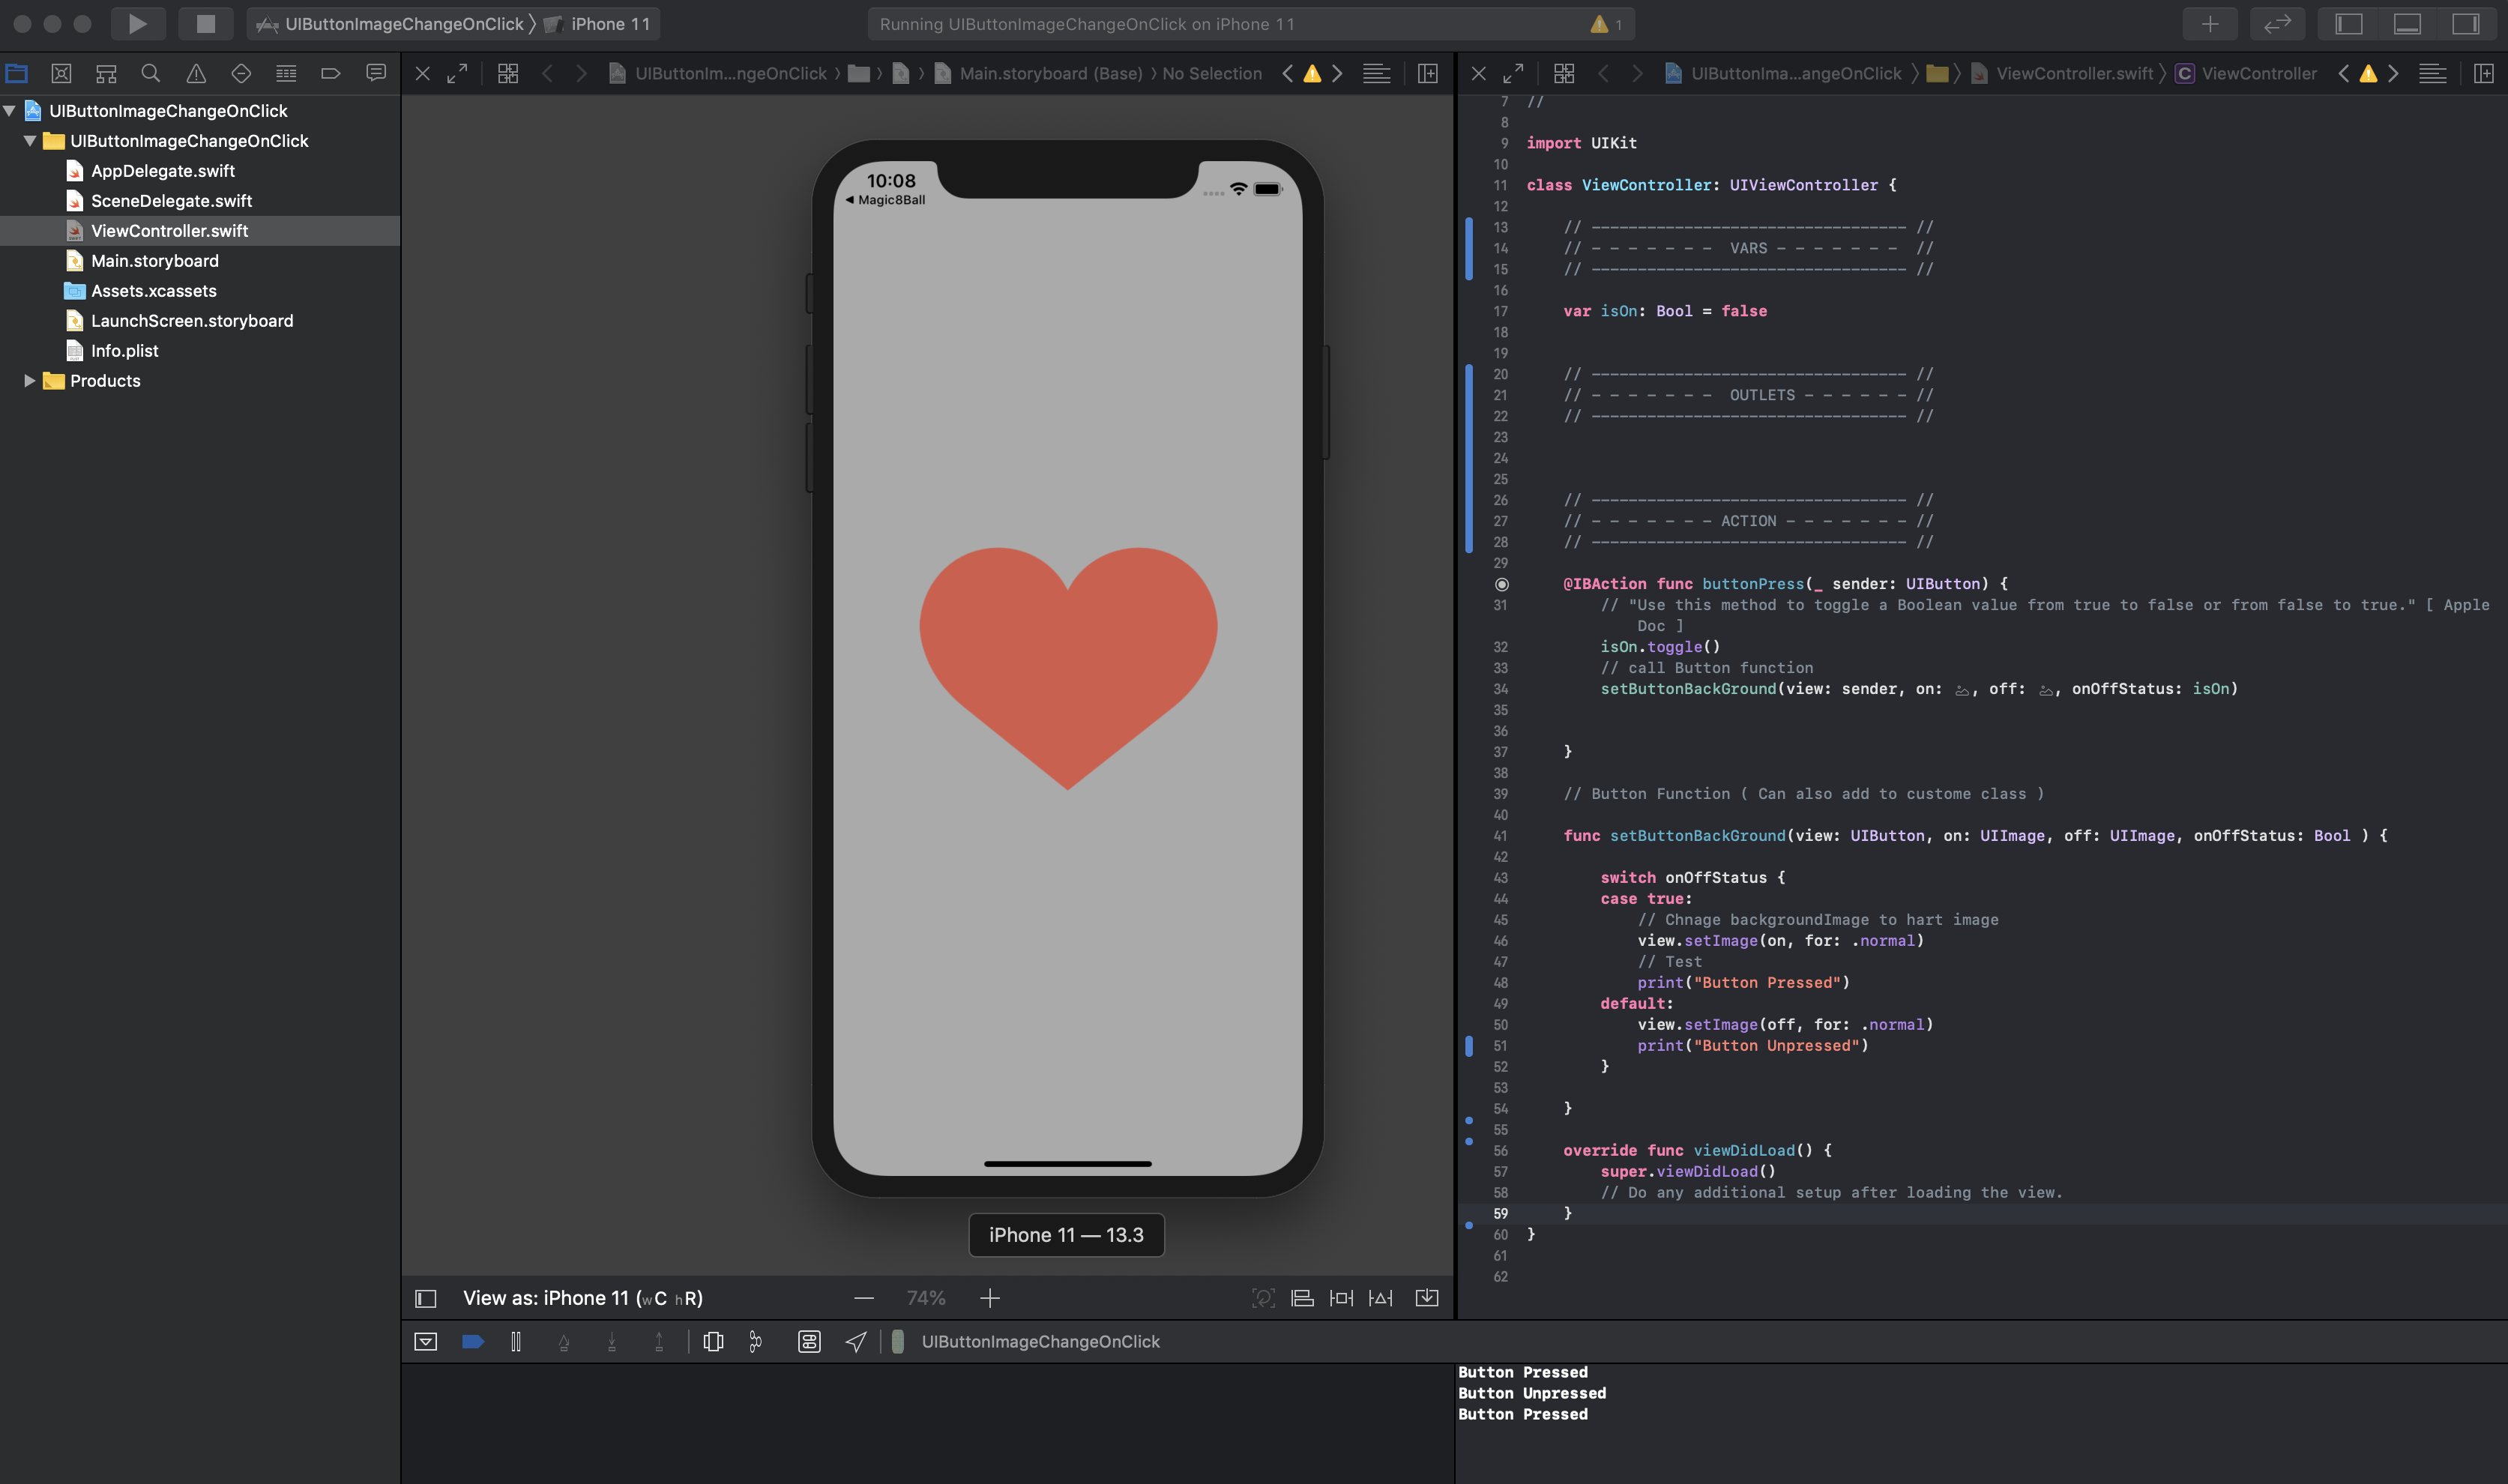 UIButtonImageChangeOnClick
iPhone 11
Running UIButtonImageChangeOnClick on iPhone 11
1
UIButtonImageChangeOnClick
UIButtonImageChangeOnClick
AppDelegate.swift
SceneDelegate.swift
ViewController.swift
Main.storyboard
Assets.xcassets
LaunchScreen.storyboard
Info.plist
Products
UIButtonIm...ngeOnClick
Main.storyboard (Base)
No Selection
10:08
◀ Magic8Ball
iPhone 11 — 13.3
View as: iPhone 11 (wC hR)
74%
UIButtonImageChangeOnClick
UIButtonIma...angeOnClick
ViewController.swift
C ViewController
7 //
8
9 import UIKit
10
11 class ViewController: UIViewController {
12
13 // ---------------------------------- //
14 // - - - - - - - VARS - - - - - - - //
15 // ---------------------------------- //
16
17 var isOn: Bool = false
18
19
20 // ---------------------------------- //
21 // - - - - - - - OUTLETS - - - - - - //
22 // ---------------------------------- //
23
24
25
26 // ---------------------------------- //
27 // - - - - - - - ACTION - - - - - - - //
28 // ---------------------------------- //
29
@IBAction func buttonPress(_ sender: UIButton) {
31 // "Use this method to toggle a Boolean value from true to false or from false to true." [ Apple
Doc ]
32 isOn.toggle()
33 // call Button function
34 setButtonBackGround(view: sender, on: , off: , onOffStatus: isOn)
35
36
37 }
38
39 // Button Function ( Can also add to custome class )
40
41 func setButtonBackGround(view: UIButton, on: UIImage, off: UIImage, onOffStatus: Bool ) {
42
43 switch onOffStatus {
44 case true:
45 // Chnage backgroundImage to hart image
46 view.setImage(on, for: .normal)
47 // Test
48 print("Button Pressed")
49 default:
50 view.setImage(off, for: .normal)
51 print("Button Unpressed")
52 }
53
54 }
55
56 override func viewDidLoad() {
57 super.viewDidLoad()
58 // Do any additional setup after loading the view.
59 }
60 }
61
62
Button Pressed
Button Unpressed
Button Pressed